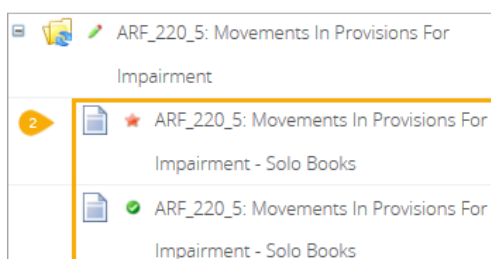 ARF_220_5: Movements In Provisions For
Impairment
2
ARF_220_5: Movements In Provisions For
Impairment - Solo Books
ARF_220_5: Movements In Provisions For
Impairment - Solo Books